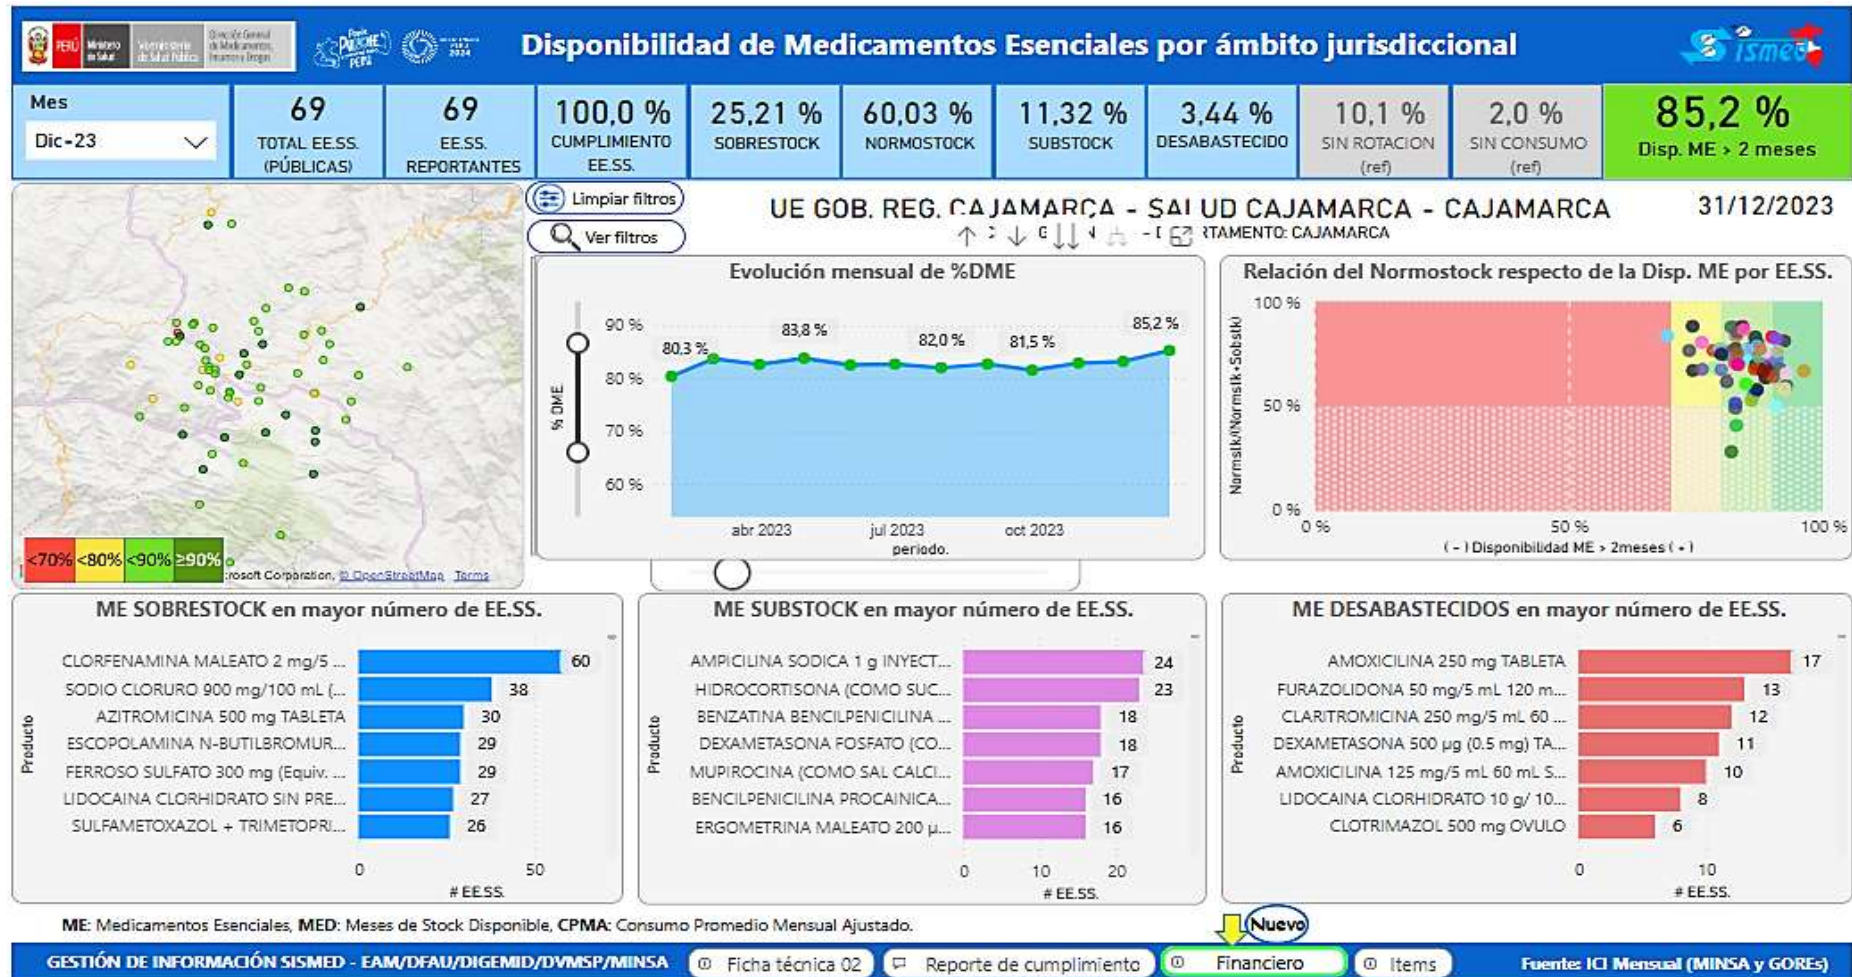 PERÚ
Ministerio de Salud
Disponibilidad de Medicamentos Esenciales por ámbito jurisdiccional
Sismed
Mes
Dic-23
69
TOTAL EE.SS.
(PÚBLICAS)
69
EE.SS.
REPORTANTES
100,0 %
CUMPLIMIENTO
EE.SS.
25,21 %
SOBRESTOCK
60,03 %
NORMOSTOCK
11,32 %
SUBSTOCK
3,44 %
DESABASTECIDO
10,1 %
SIN ROTACION
(ref)
2,0 %
SIN CONSUMO
(ref)
85,2 %
Disp. ME > 2 meses
Limpiar filtros
Ver filtros
UE GOB. REG. CAJAMARCA - SALUD CAJAMARCA - CAJAMARCA
RTAMENTO: CAJAMARCA
31/12/2023
<70% <80% <90% ≥90%
rosoft Corporation, © OpenStreetMap Terms
Evolución mensual de %DME
% DME
90 %
80 %
70 %
60 %
80,3 %
83,8 %
82,0 %
81,5 %
85,2 %
abr 2023
jul 2023
oct 2023
periodo.
Relación del Normostock respecto de la Disp. ME por EE.SS.
Normstk/(Normstk+Sobstk)
100 %
50 %
0 %
0 %
50 %
100 %
( - ) Disponibilidad ME > 2meses ( + )
ME SOBRESTOCK en mayor número de EE.SS.
Producto
CLORFENAMINA MALEATO 2 mg/5 ... 60
SODIO CLORURO 900 mg/100 mL (... 38
AZITROMICINA 500 mg TABLETA 30
ESCOPOLAMINA N-BUTILBROMUR... 29
FERROSO SULFATO 300 mg (Equiv. ... 29
LIDOCAINA CLORHIDRATO SIN PRE... 27
SULFAMETOXAZOL + TRIMETOPRI... 26
0 50
# EE.SS.
ME SUBSTOCK en mayor número de EE.SS.
Producto
AMPICILINA SODICA 1 g INYECT... 24
HIDROCORTISONA (COMO SUC... 23
BENZATINA BENCILPENICILINA ... 18
DEXAMETASONA FOSFATO (CO... 18
MUPIROCINA (COMO SAL CALCI... 17
BENCILPENICILINA PROCAINICA... 16
ERGOMETRINA MALEATO 200 µ... 16
0 10 20
# EE.SS.
ME DESABASTECIDOS en mayor número de EE.SS.
Producto
AMOXICILINA 250 mg TABLETA 17
FURAZOLIDONA 50 mg/5 mL 120 m... 13
CLARITROMICINA 250 mg/5 mL 60 ... 12
DEXAMETASONA 500 µg (0.5 mg) TA... 11
AMOXICILINA 125 mg/5 mL 60 mL S... 10
LIDOCAINA CLORHIDRATO 10 g/ 10... 8
CLOTRIMAZOL 500 mg OVULO 6
0 10
# EE.SS.
ME: Medicamentos Esenciales, MED: Meses de Stock Disponible, CPMA: Consumo Promedio Mensual Ajustado.
Nuevo
GESTIÓN DE INFORMACIÓN SISMED - EAM/DFAU/DIGEMID/DVMSP/MINSA
Ficha técnica 02
Reporte de cumplimiento
Financiero
Items
Fuente: ICI Mensual (MINSA y GOREs)